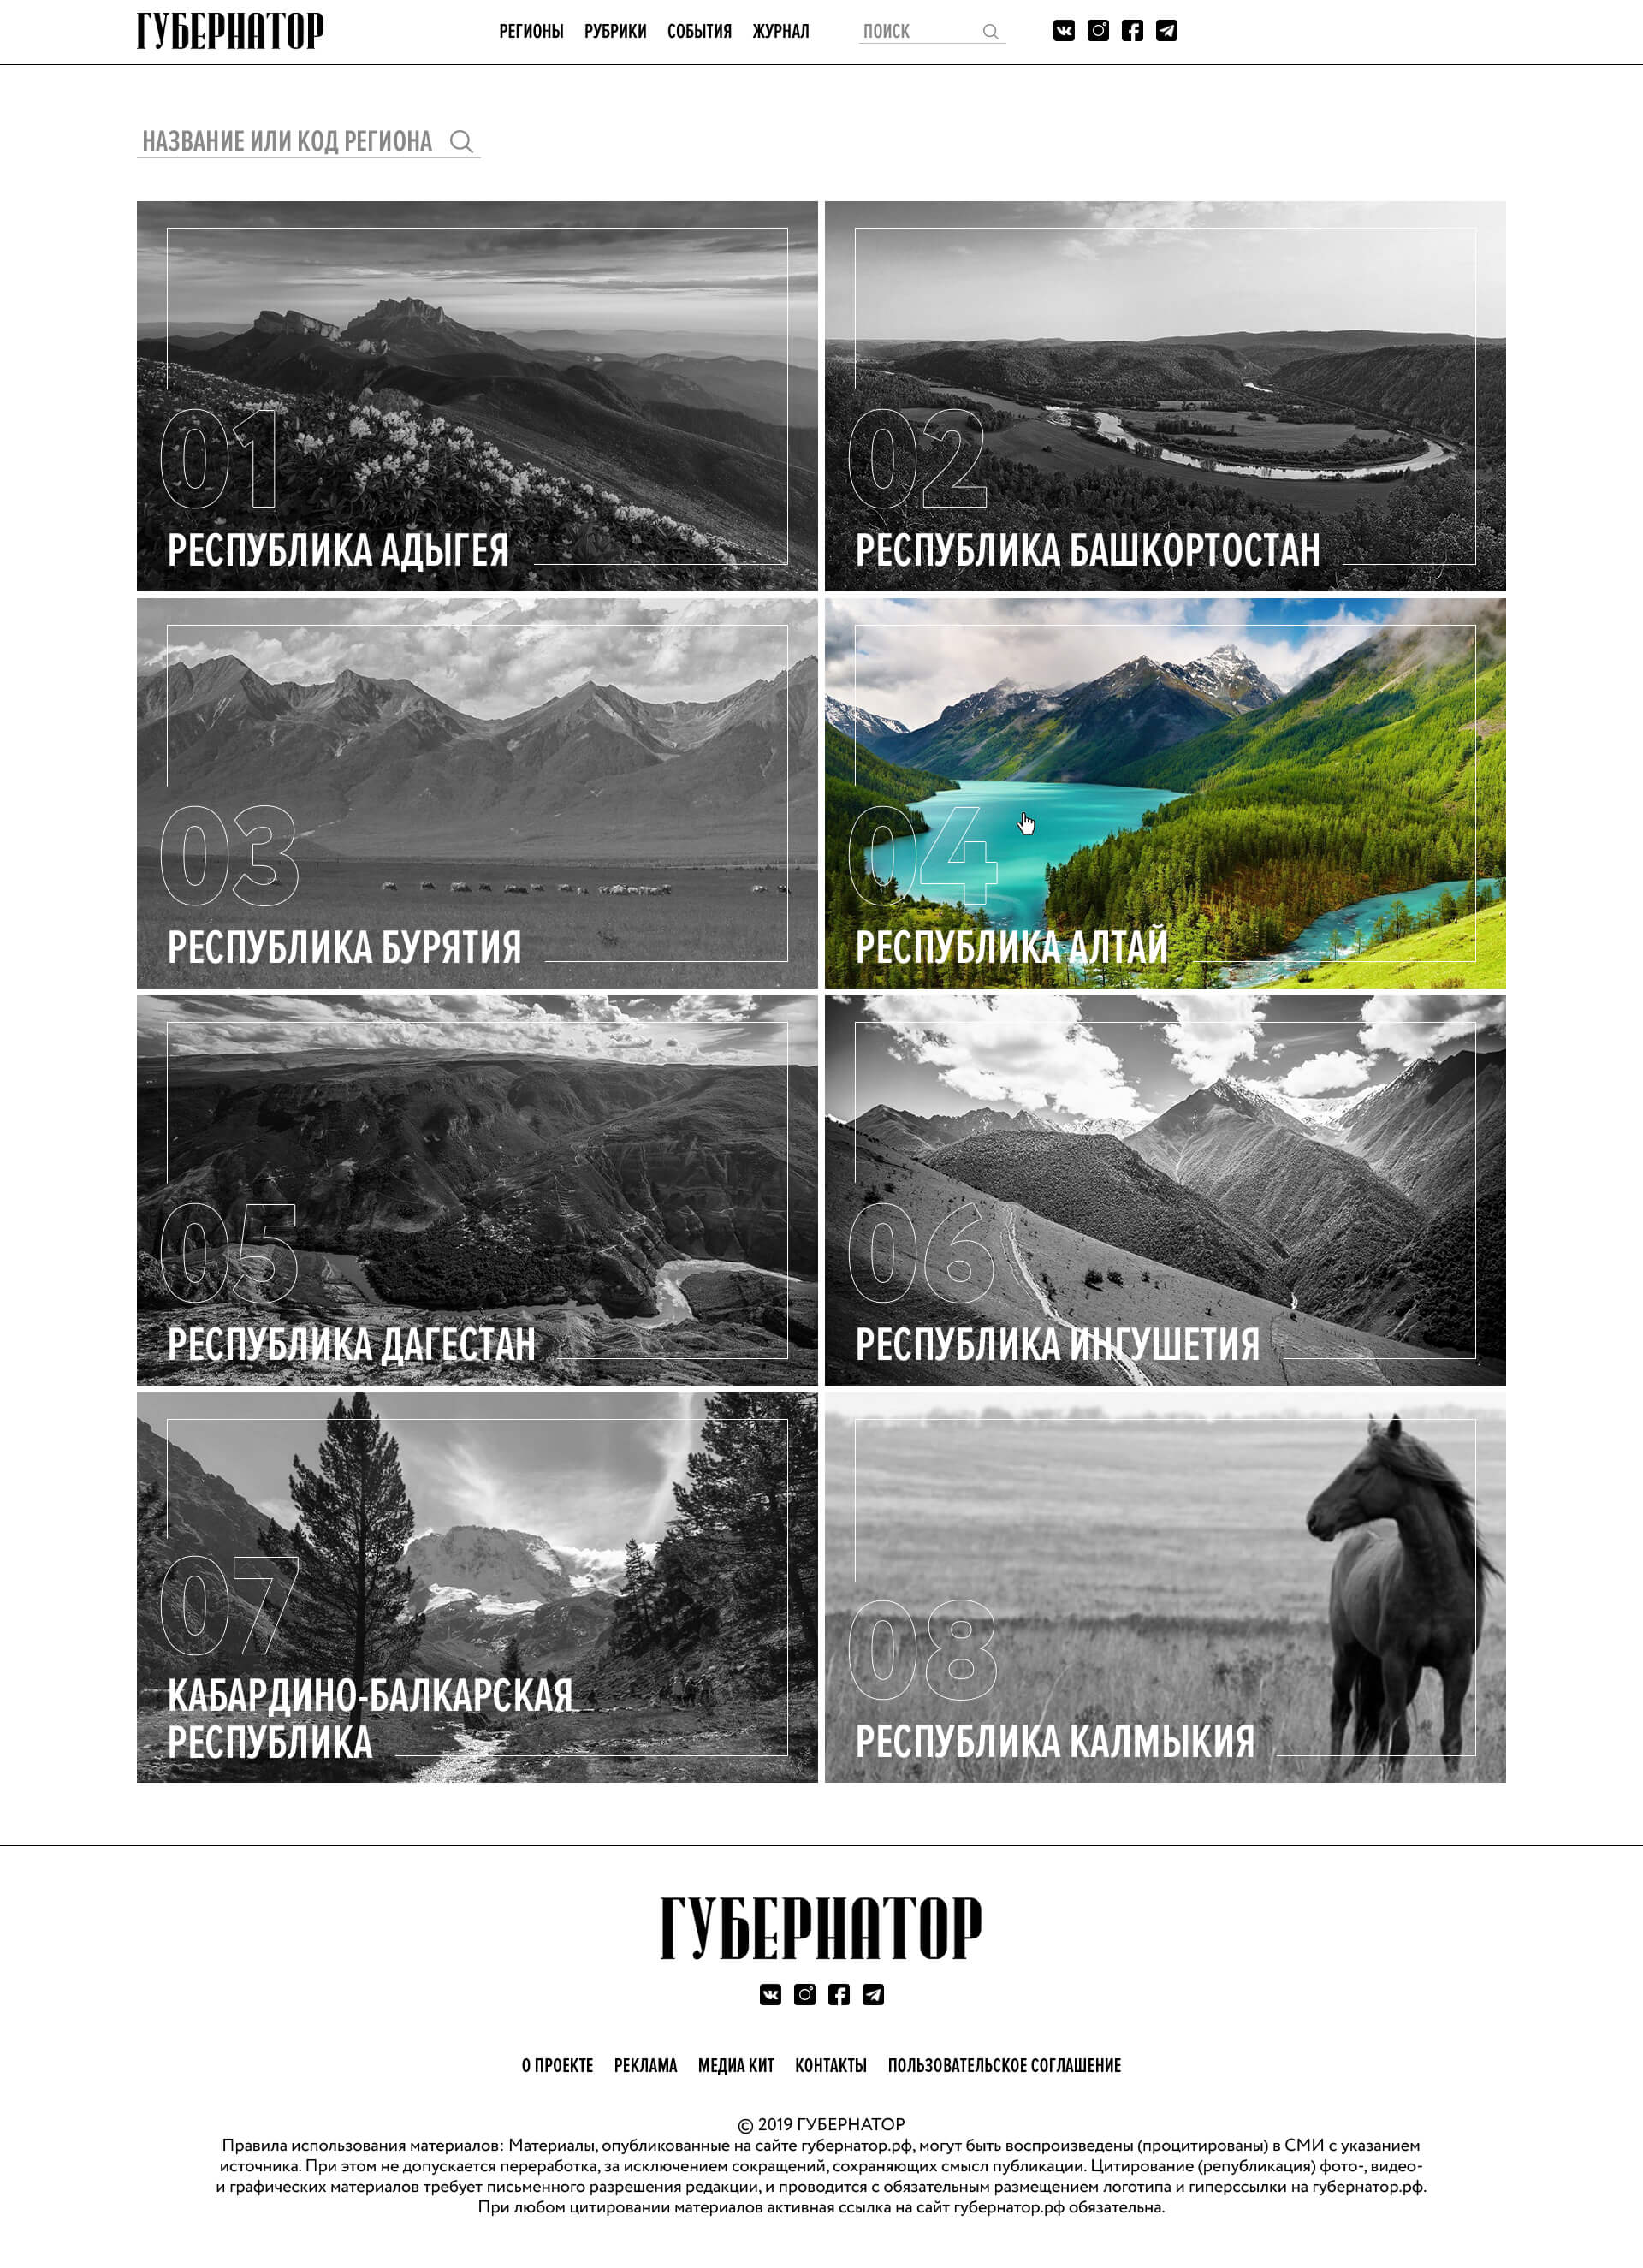 ГУБЕРНАТОР
РЕГИОНЫ РУБРИКИ СОБЫТИЯ ЖУРНАЛ ПОИСК
НАЗВАНИЕ ИЛИ КОД РЕГИОНА
01
РЕСПУБЛИКА АДЫГЕЯ
02
РЕСПУБЛИКА БАШКОРТОСТАН
03
РЕСПУБЛИКА БУРЯТИЯ
04
РЕСПУБЛИКА АЛТАЙ
05
РЕСПУБЛИКА ДАГЕСТАН
06
РЕСПУБЛИКА ИНГУШЕТИЯ
07
КАБАРДИНО-БАЛКАРСКАЯ
РЕСПУБЛИКА
08
РЕСПУБЛИКА КАЛМЫКИЯ
ГУБЕРНАТОР
О ПРОЕКТЕ РЕКЛАМА МЕДИА КИТ КОНТАКТЫ ПОЛЬЗОВАТЕЛЬСКОЕ СОГЛАШЕНИЕ
© 2019 ГУБЕРНАТОР
Правила использования материалов: Материалы, опубликованные на сайте губернатор.рф, могут быть воспроизведены (процитированы) в СМИ с указанием
источника. При этом не допускается переработка, за исключением сокращений, сохраняющих смысл публикации. Цитирование (републикация) фото-, видео-
и графических материалов требует письменного разрешения редакции, и проводится с обязательным размещением логотипа и гиперссылки на губернатор.рф.
При любом цитировании материалов активная ссылка на сайт губернатор.рф обязательна.